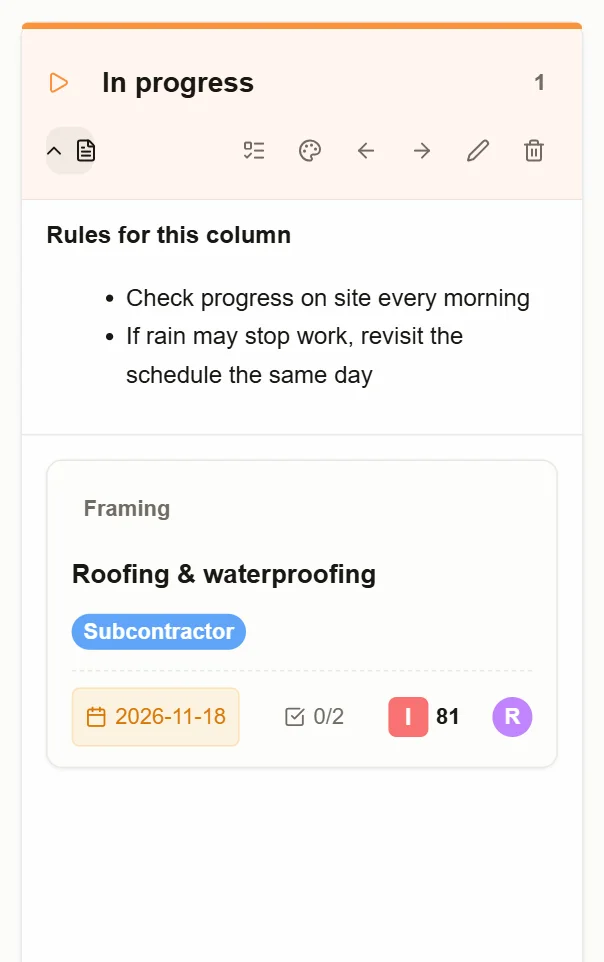 In progress
1
Rules for this column
• Check progress on site every morning
• If rain may stop work, revisit the
schedule the same day
Framing
Roofing & waterproofing
Subcontractor
2026-11-18 0/2 I 81 R